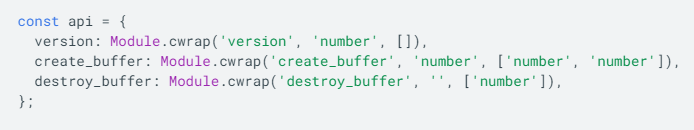 const api = {
  version: Module.cwrap('version', 'number', []),
  create_buffer: Module.cwrap('create_buffer', 'number', ['number', 'number']),
  destroy_buffer: Module.cwrap('destroy_buffer', '', ['number']),
};